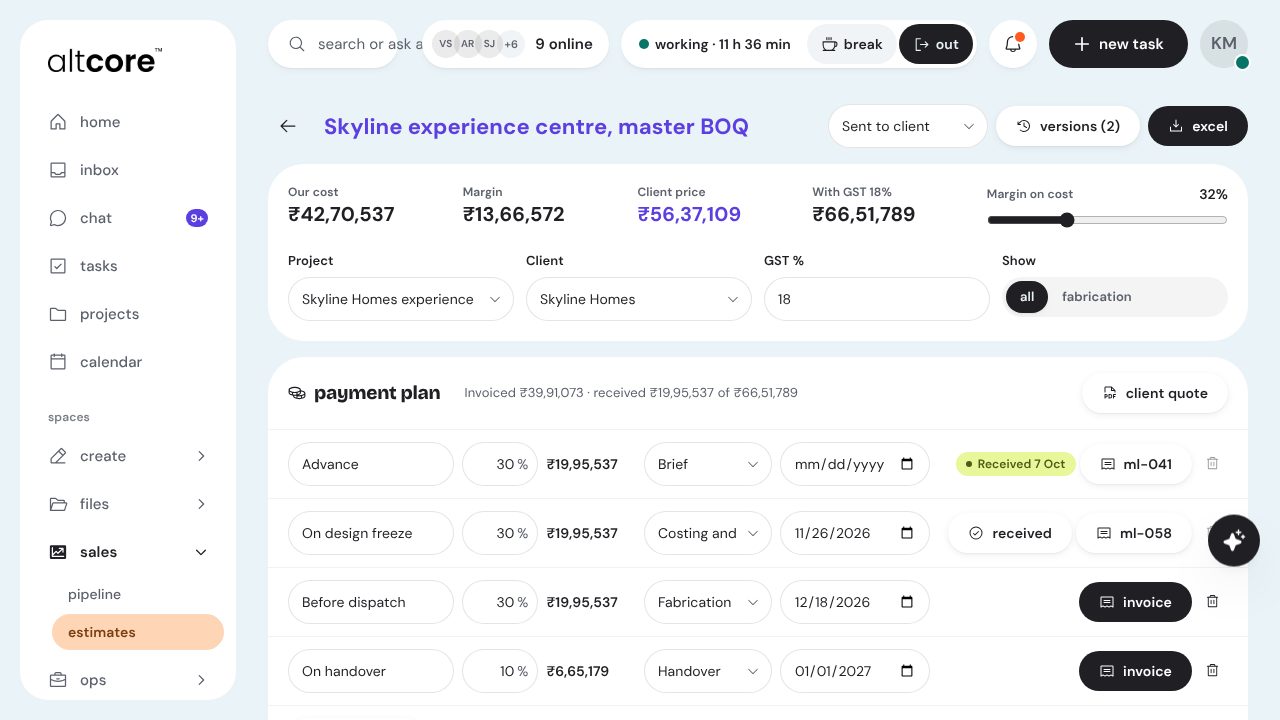 altcore™
search or ask a
VS AR SJ +6 9 online
working · 11 h 36 min
break
out
new task
KM
home
inbox
chat 9+
tasks
projects
calendar
spaces
create
files
sales
pipeline
estimates
ops
Skyline experience centre, master BOQ
Sent to client
versions (2)
excel
Our cost
₹42,70,537
Margin
₹13,66,572
Client price
₹56,37,109
With GST 18%
₹66,51,789
Margin on cost 32%
Project
Skyline Homes experience
Client
Skyline Homes
GST %
18
Show
all fabrication
payment plan
Invoiced ₹39,91,073 · received ₹19,95,537 of ₹66,51,789
PDF client quote
Advance 30 % ₹19,95,537 Brief mm/dd/yyyy Received 7 Oct ml-041
On design freeze 30 % ₹19,95,537 Costing and 11/26/2026 received ml-058
Before dispatch 30 % ₹19,95,537 Fabrication 12/18/2026 invoice
On handover 10 % ₹6,65,179 Handover 01/01/2027 invoice